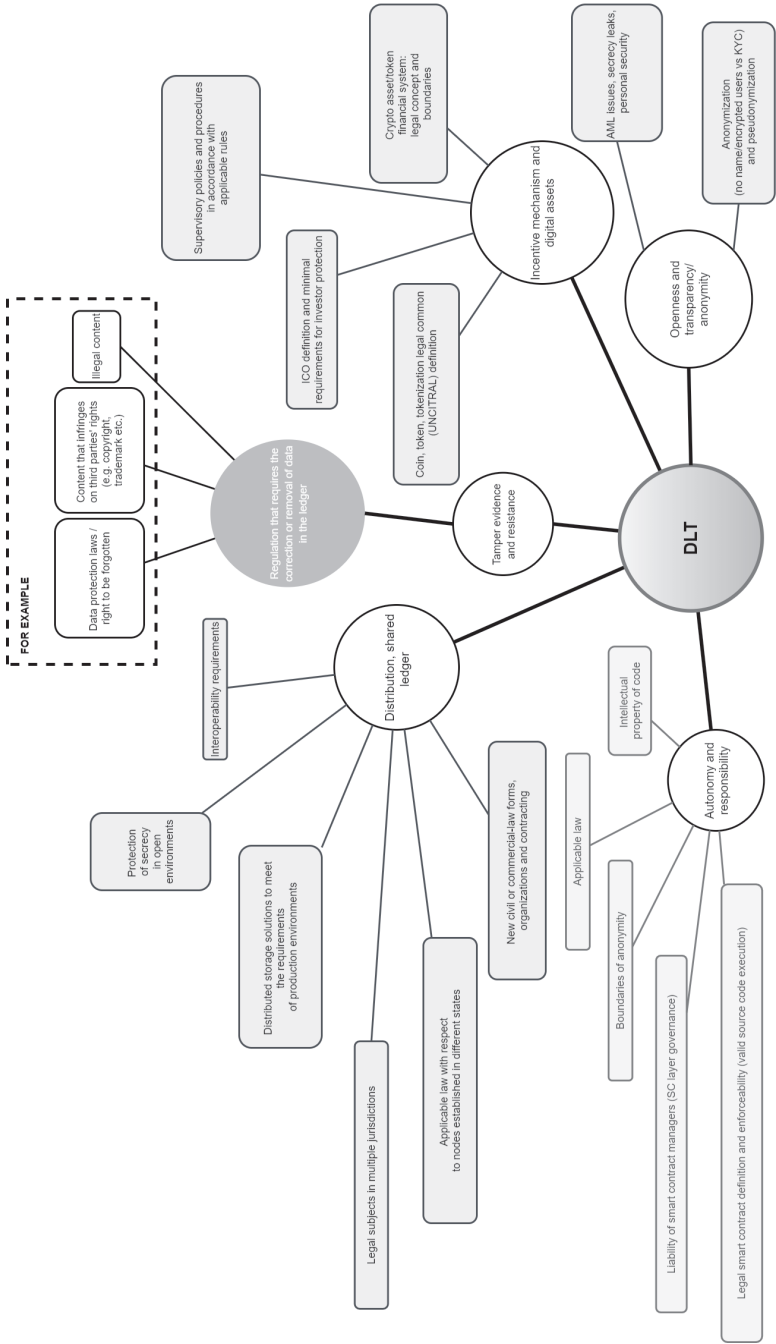 FOR EXAMPLE
Data protection laws /
right to be forgotten
Content that infringes
on third parties' rights
(e.g. copyright,
trademark etc.)
Illegal content
Regulation that requires the
correction or removal of data
in the ledger
Supervisory policies and procedures
in accordance with
applicable rules
Crypto asset/token
financial system:
legal concept and
boundaries
ICO definition and minimal
requirements for investor protection
Coin, token, tokenization legal common
(UNCITRAL) definition
Incentive mechanism and
digital assets
AML issues, secrecy leaks,
personal security
Anonymization
(no name/encrypted users vs KYC)
and pseudonymization
Openness and
transparency/
anonymity
Tamper evidence
and resistance
DLT
Distribution, shared
ledger
Interoperability requirements
Protection
of secrecy
in open
environments
Distributed storage solutions to meet
the requirements
of production environments
Legal subjects in multiple jurisdictions
Applicable law with respect
to nodes established in different states
New civil or commercial-law forms,
organizations and contracting
Autonomy and
responsibility
Intellectual
property of code
Applicable law
Boundaries of anonymity
Liability of smart contract managers (SC layer governance)
Legal smart contract definition and enforceability (valid source code execution)